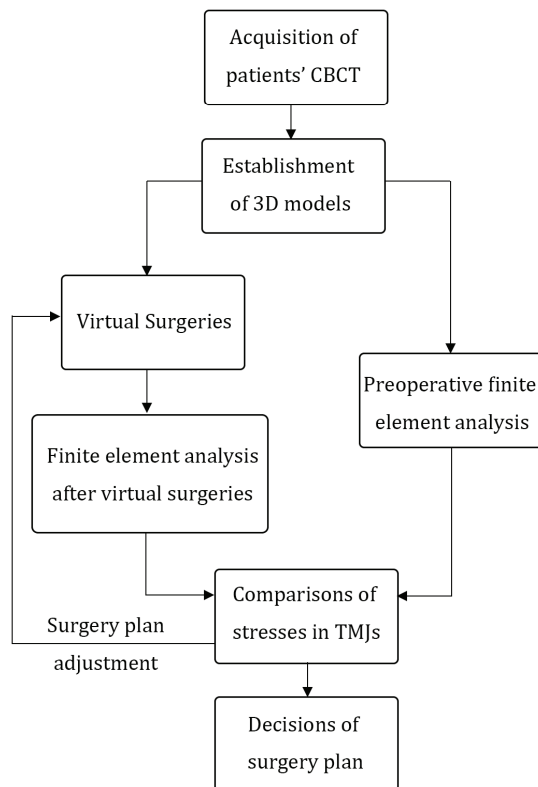 Acquisition of
patients’ CBCT
Establishment
of 3D models
Virtual Surgeries
Preoperative finite
element analysis
Finite element analysis
after virtual surgeries
Comparisons of
stresses in TMJs
Surgery plan
adjustment
Decisions of
surgery plan